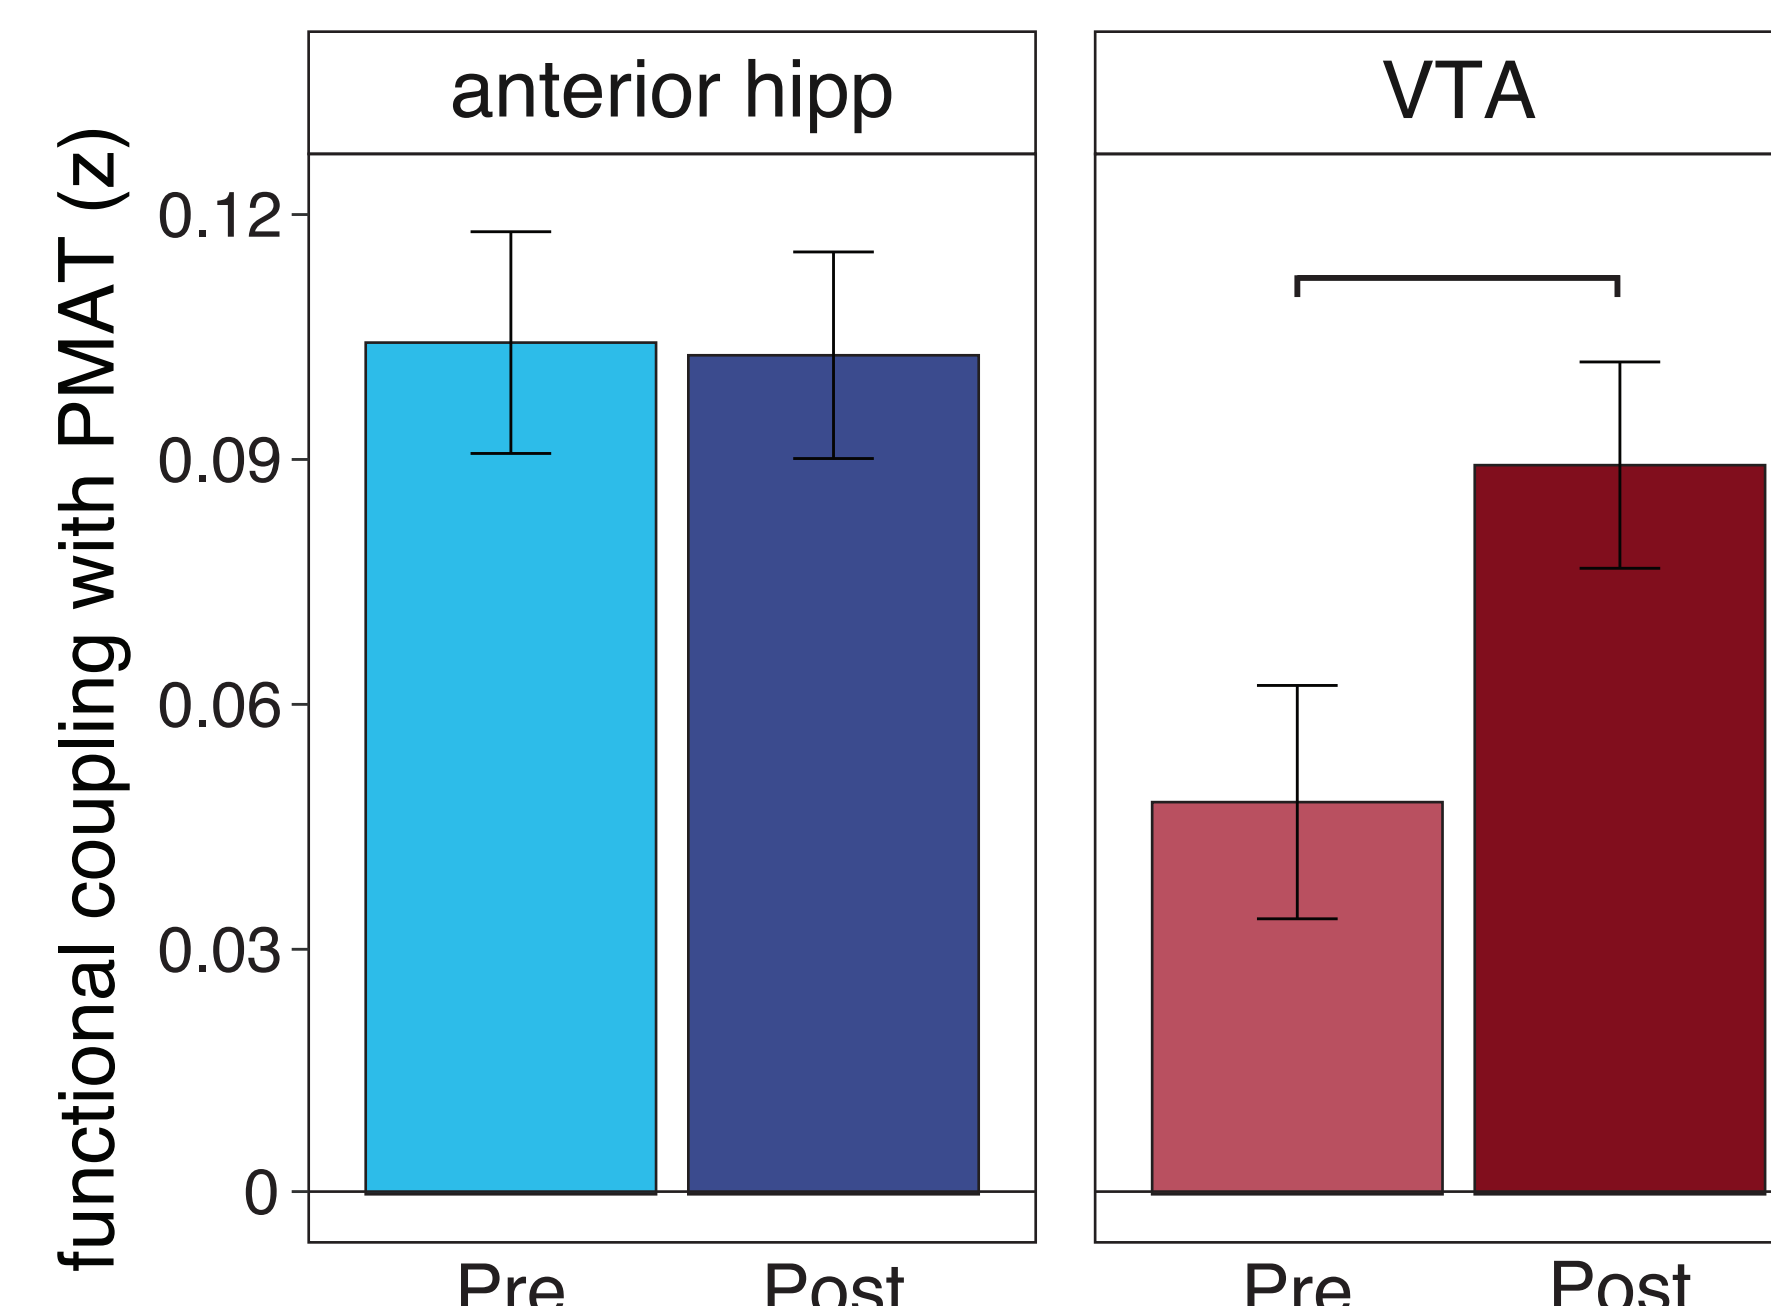 anterior hipp
VTA
functional coupling with PMAT (z)
0.12
0.09
0.06
0.03
0
Pre
Post
Pre
Post